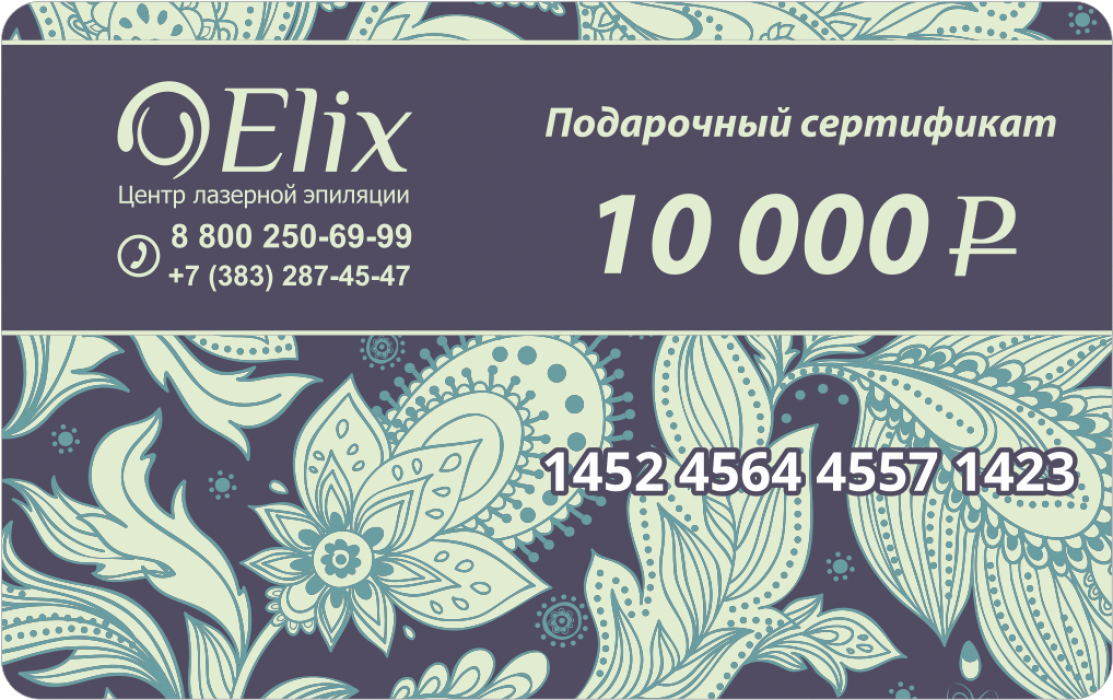 Elix
Центр лазерной эпиляции
8 800 250-69-99
+7 (383) 287-45-47
Подарочный сертификат
10 000 ₽
1452 4564 4557 1423